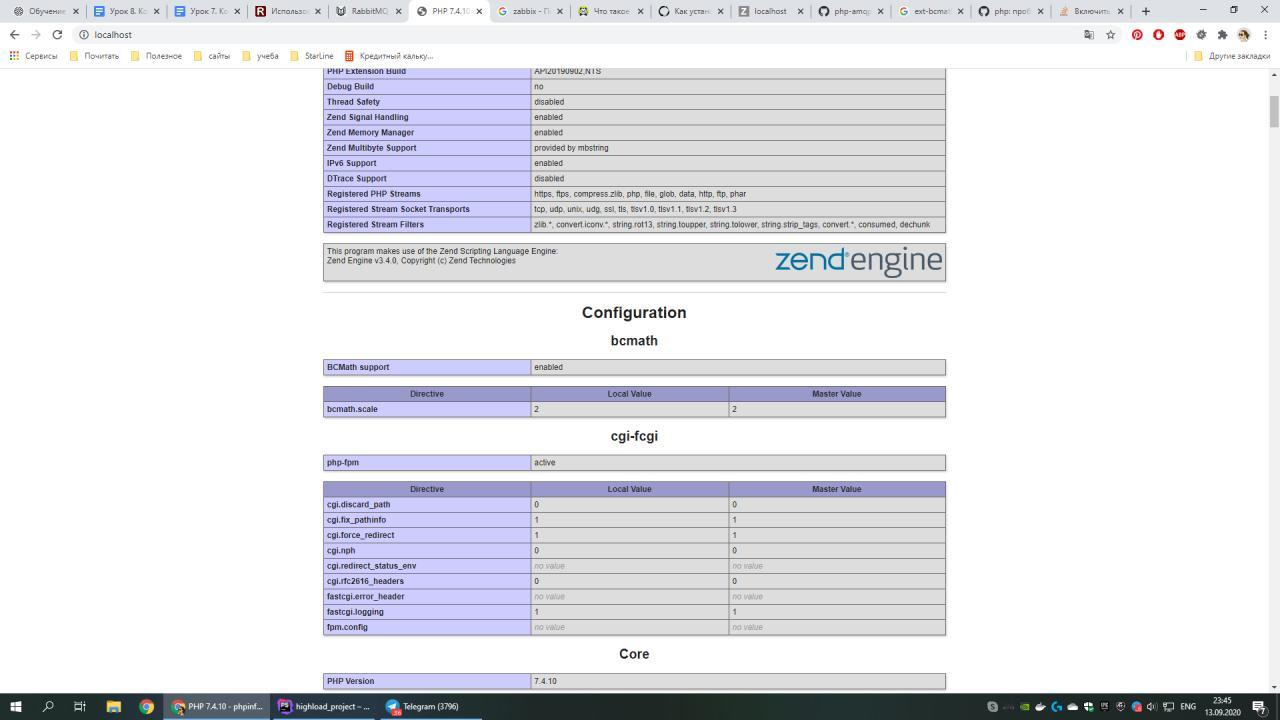 Обучение
Урок 8. Ко
Урок 7. Ко
Использо
RabbitMQ
PHP 7.4.10
zabbix - П
Что такое
Как устан
localhost
php-amqp
ext-bcmat
php: проб
Включить
localhost
Сервисы Почитать Полезное сайты учеба StarLine Кредитный кальку... Другие закладки
PHP Extension Build API20190902,NTS
Debug Build no
Thread Safety disabled
Zend Signal Handling enabled
Zend Memory Manager enabled
Zend Multibyte Support provided by mbstring
IPv6 Support enabled
DTrace Support disabled
Registered PHP Streams https, ftps, compress.zlib, php, file, glob, data, http, ftp, phar
Registered Stream Socket Transports tcp, udp, unix, udg, ssl, tls, tlsv1.0, tlsv1.1, tlsv1.2, tlsv1.3
Registered Stream Filters zlib.*, convert.iconv.*, string.rot13, string.toupper, string.tolower, string.strip_tags, convert.*, consumed, dechunk
This program makes use of the Zend Scripting Language Engine:
Zend Engine v3.4.0, Copyright (c) Zend Technologies
zend engine
Configuration
bcmath
BCMath support enabled
Directive Local Value Master Value
bcmath.scale 2 2
cgi-fcgi
php-fpm active
Directive Local Value Master Value
cgi.discard_path 0 0
cgi.fix_pathinfo 1 1
cgi.force_redirect 1 1
cgi.nph 0 0
cgi.redirect_status_env no value no value
cgi.rfc2616_headers 0 0
fastcgi.error_header no value no value
fastcgi.logging 1 1
fpm.config no value no value
Core
PHP Version 7.4.10
PHP 7.4.10 - phpinf... highload_project – ... Telegram (3796)
ENG
23:45
13.09.2020